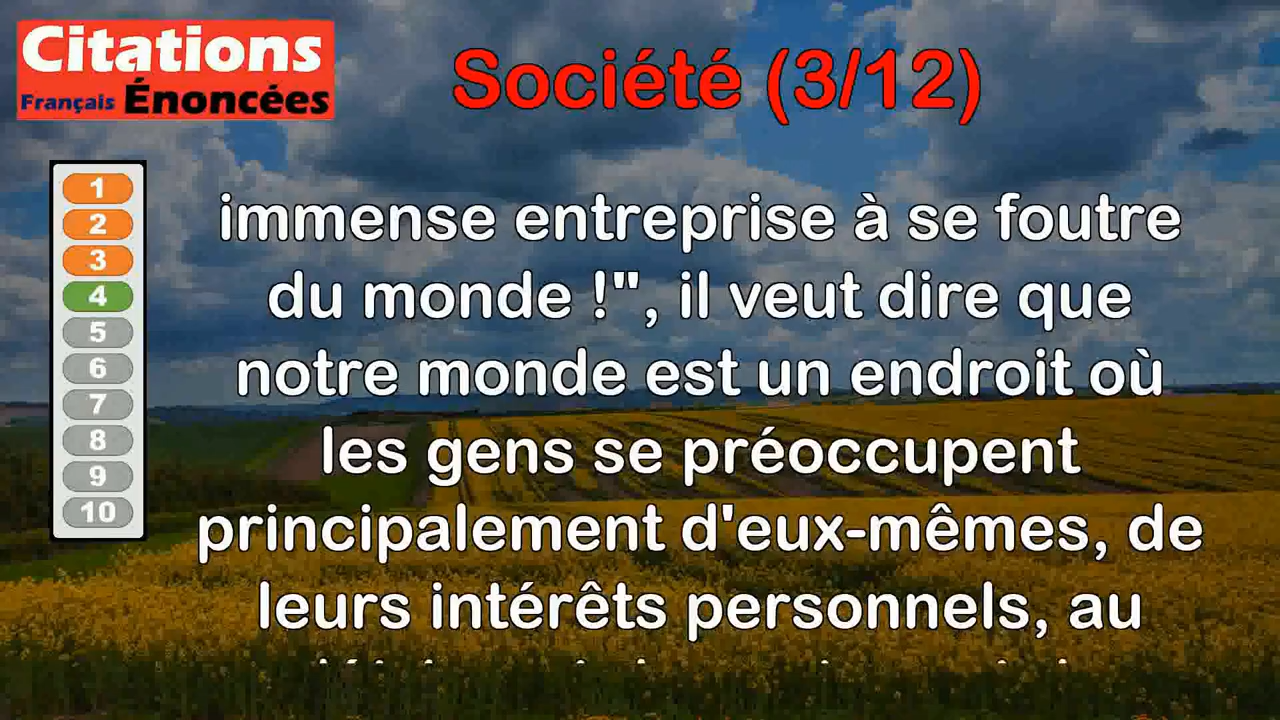 Citations
Français Énoncées
Société (3/12)
1
2
3
4
5
6
7
8
9
10
immense entreprise à se foutre
du monde !", il veut dire que
notre monde est un endroit où
les gens se préoccupent
principalement d'eux-mêmes, de
leurs intérêts personnels, au